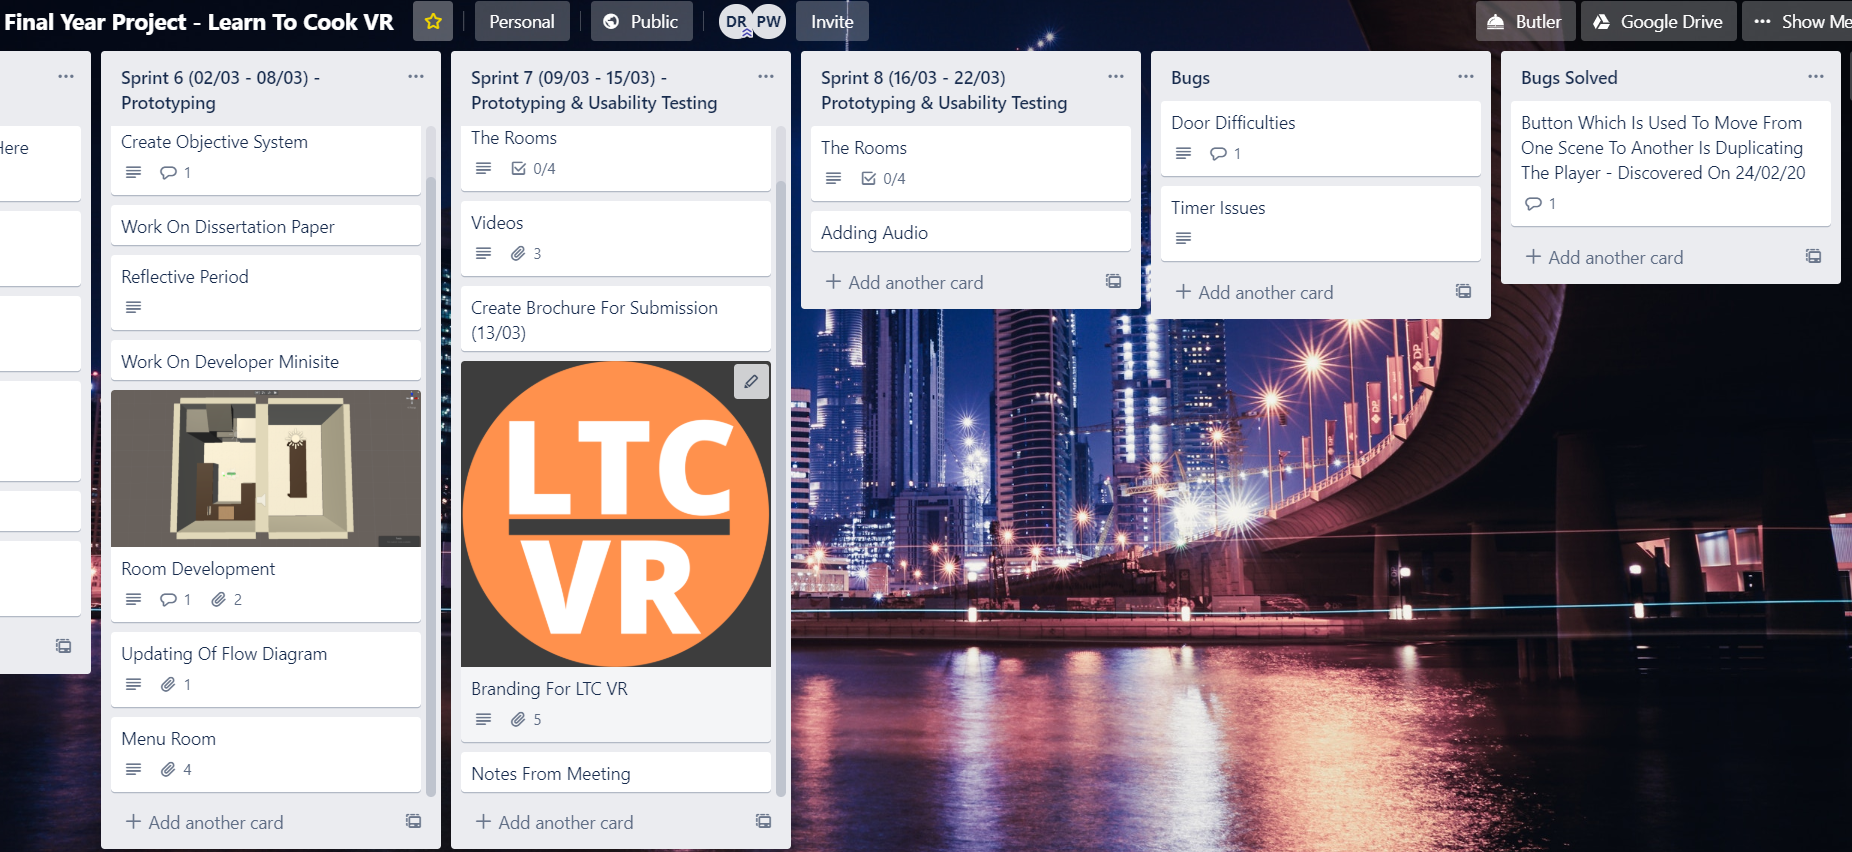 Final Year Project - Learn To Cook VR
Personal
Public
DR
PW
Invite
Butler
Google Drive
Show Me
Here
Sprint 6 (02/03 - 08/03) -
Prototyping
Create Objective System
1
Work On Dissertation Paper
Reflective Period
Work On Developer Minisite
Room Development
1
2
Updating Of Flow Diagram
1
Menu Room
4
Add another card
Sprint 7 (09/03 - 15/03) -
Prototyping & Usability Testing
The Rooms
0/4
Videos
3
Create Brochure For Submission
(13/03)
LTC
VR
Branding For LTC VR
5
Notes From Meeting
Add another card
Sprint 8 (16/03 - 22/03)
Prototyping & Usability Testing
The Rooms
0/4
Adding Audio
Add another card
Bugs
Door Difficulties
1
Timer Issues
Add another card
Bugs Solved
Button Which Is Used To Move From
One Scene To Another Is Duplicating
The Player - Discovered On 24/02/20
1
Add another card
DP
DP
DP